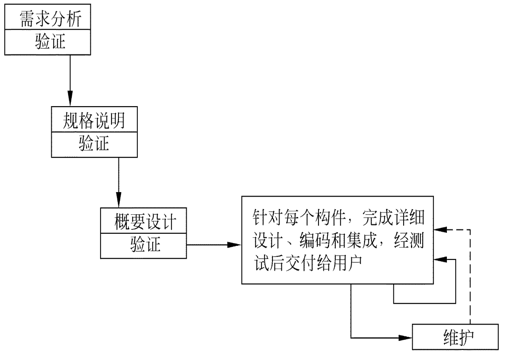 需求分析
验证
规格说明
验证
概要设计
验证
针对每个构件，完成详细
设计、编码和集成，经测
试后交付给用户
维护